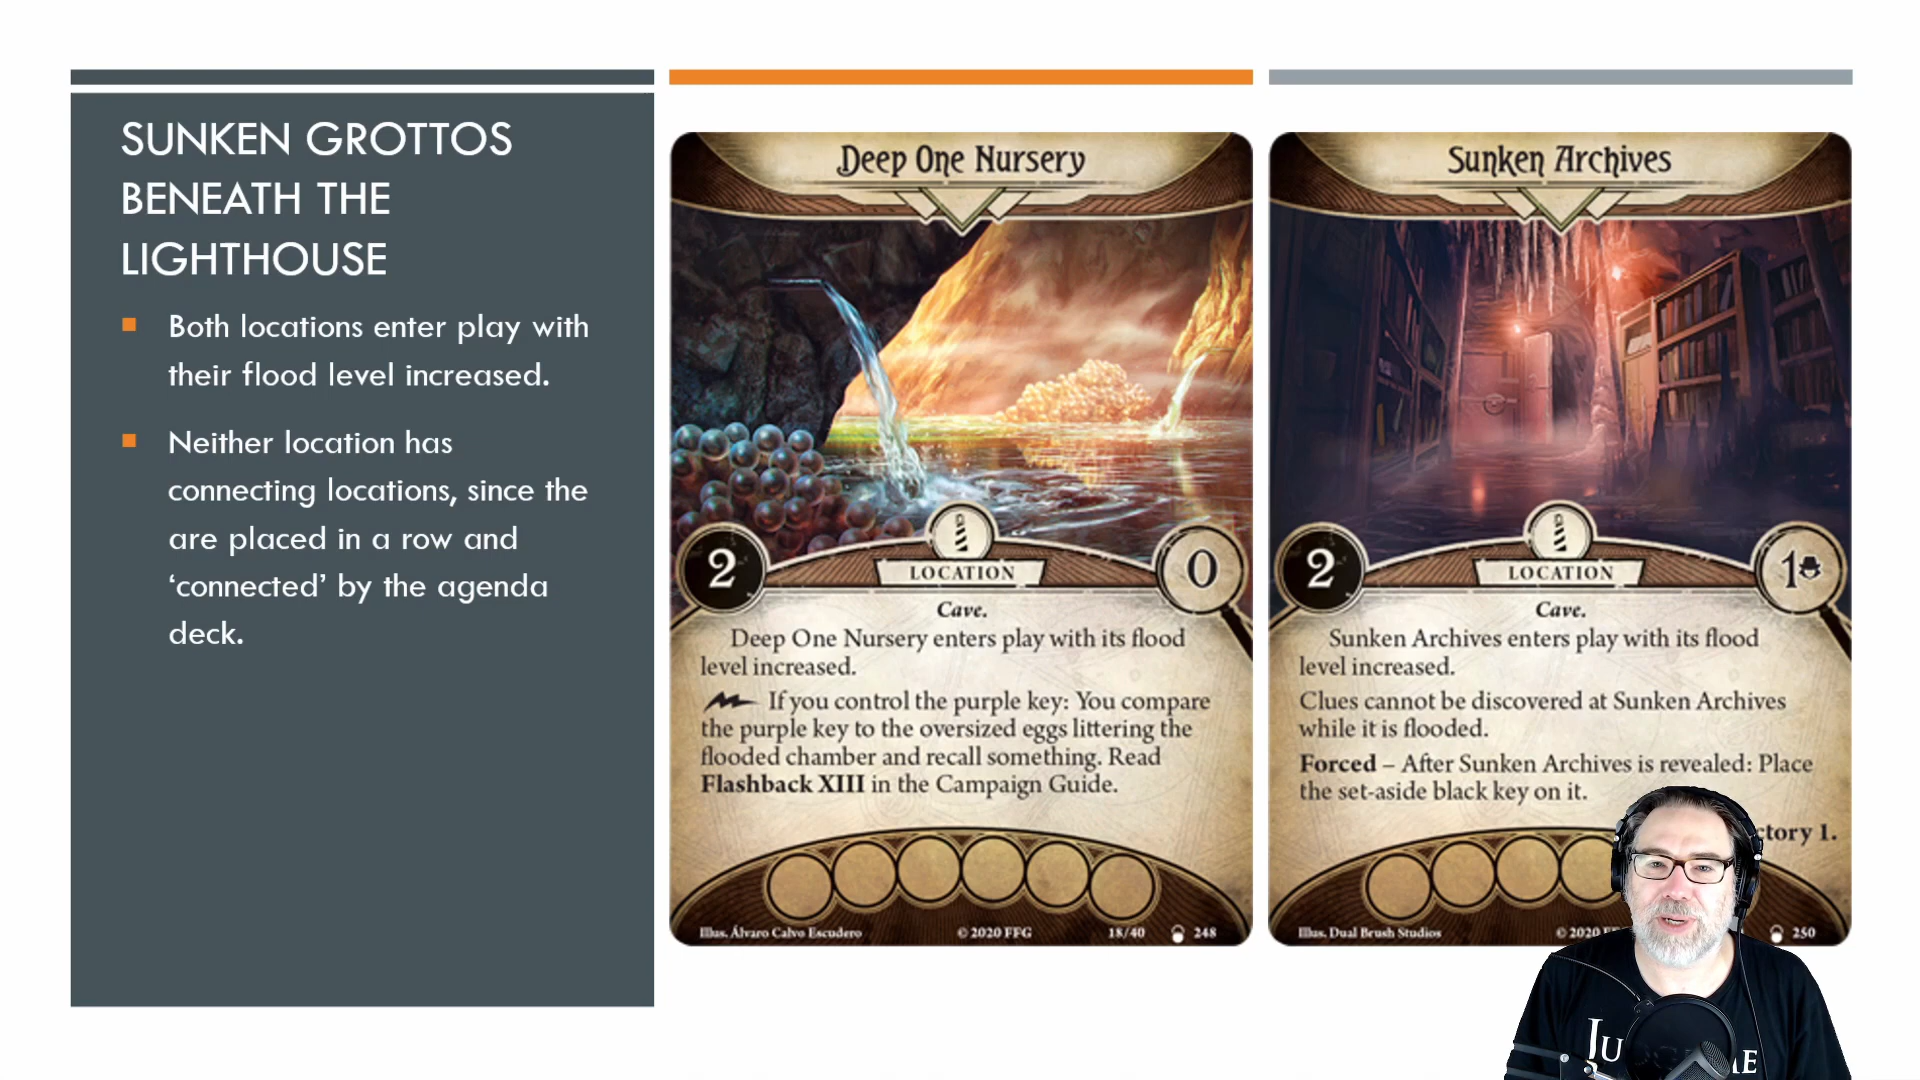 SUNKEN GROTTOS
BENEATH THE
LIGHTHOUSE
Both locations enter play with
their flood level increased.
Neither location has
connecting locations, since the
are placed in a row and
‘connected’ by the agenda
deck.
Deep One Nursery
2
LOCATION
0
Cave.
Deep One Nursery enters play with its flood
level increased.
If you control the purple key: You compare
the purple key to the oversized eggs littering the
flooded chamber and recall something. Read
Flashback XIII in the Campaign Guide.
Illus. Álvaro Calvo Escudero © 2020 FFG 18/40 248
Sunken Archives
2
LOCATION
1
Cave.
Sunken Archives enters play with its flood
level increased.
Clues cannot be discovered at Sunken Archives
while it is flooded.
Forced – After Sunken Archives is revealed: Place
the set-aside black key on it.
ctory 1.
Illus. Dual Brush Studios © 2020 250